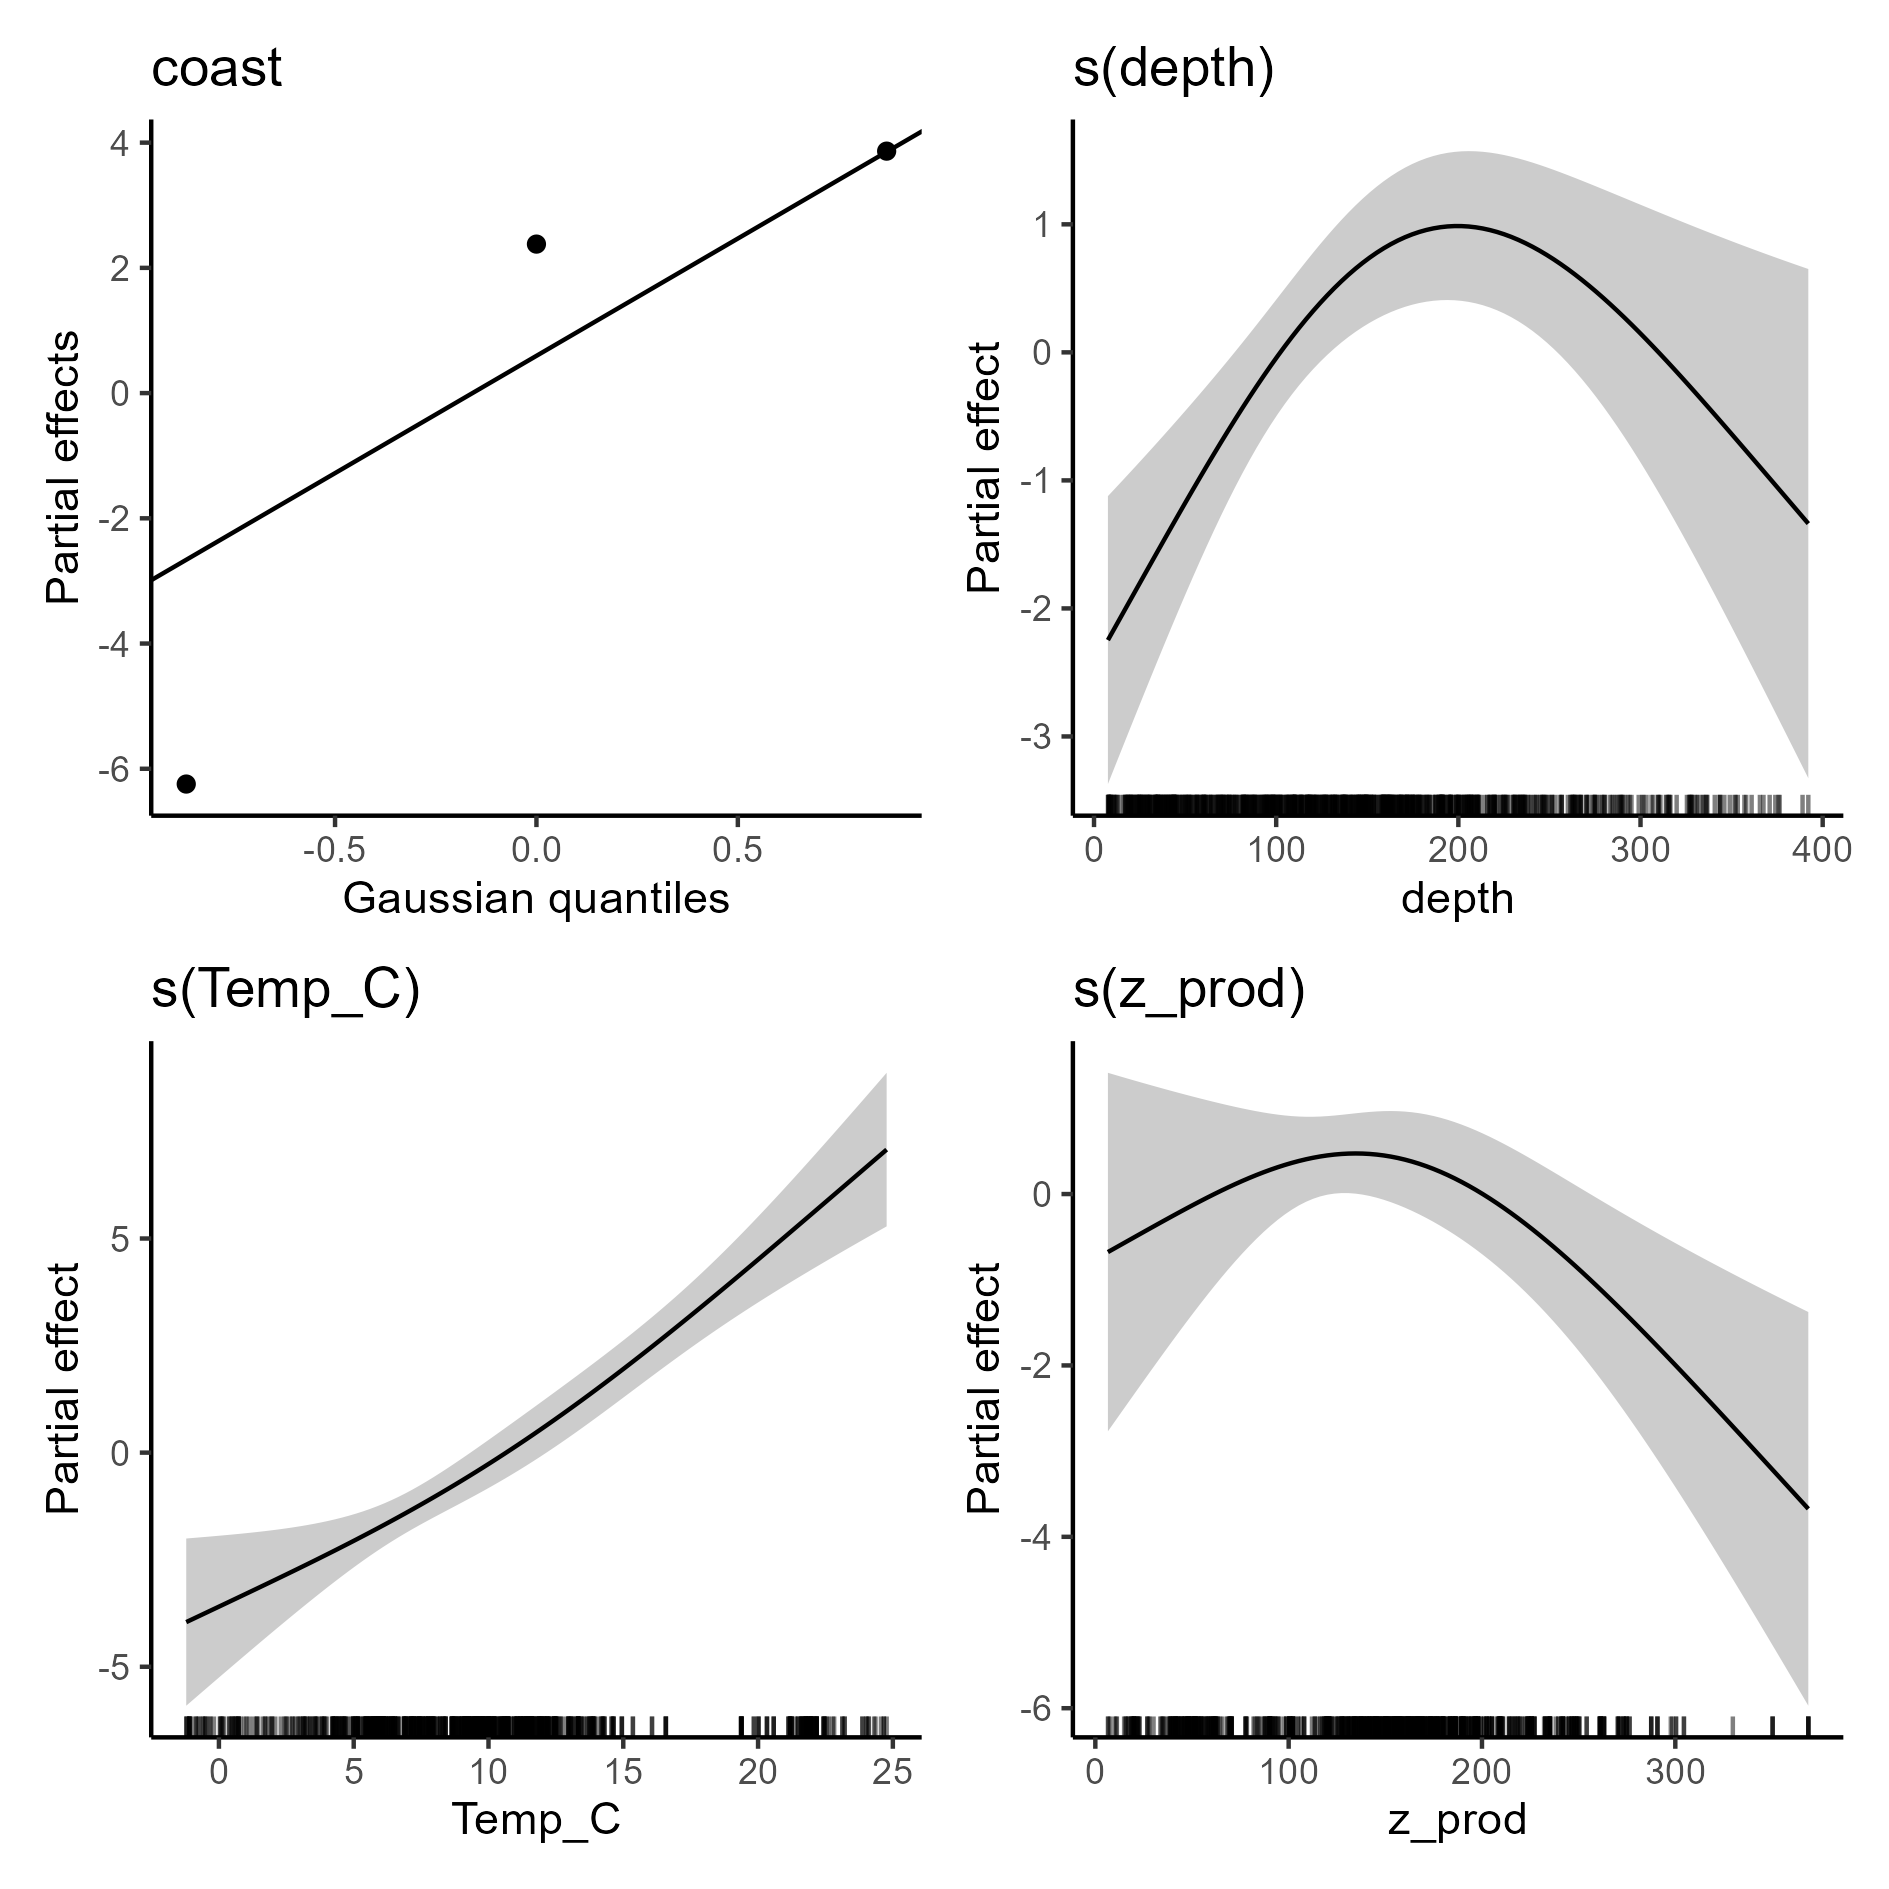 coast
4
2
0
-2
-4
-6
Partial effects
-0.5 0.0 0.5
Gaussian quantiles
s(depth)
1
0
-1
-2
-3
Partial effect
0 100 200 300 400
depth
s(Temp_C)
5
0
-5
Partial effect
0 5 10 15 20 25
Temp_C
s(z_prod)
0
-2
-4
-6
Partial effect
0 100 200 300
z_prod